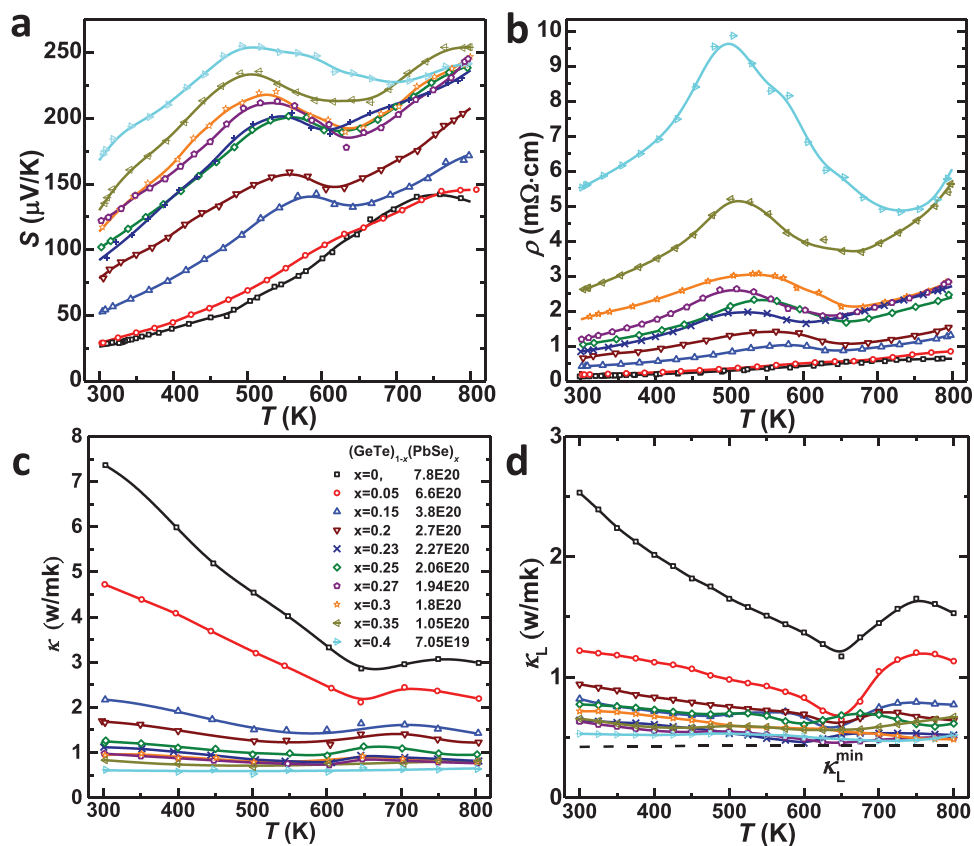 a
S (μV/K)
250
200
150
100
50
0
300 400 500 600 700 800
T (K)
b
ρ (mΩ·cm)
10
9
8
7
6
5
4
3
2
1
0
300 400 500 600 700 800
T (K)
c
κ (w/mk)
8
7
6
5
4
3
2
1
0
300 400 500 600 700 800
T (K)
(GeTe)1-x(PbSe)x
x=0, 7.8E20
x=0.05 6.6E20
x=0.15 3.8E20
x=0.2 2.7E20
x=0.23 2.27E20
x=0.25 2.06E20
x=0.27 1.94E20
x=0.3 1.8E20
x=0.35 1.05E20
x=0.4 7.05E19
d
κL (w/mk)
3
2
1
0
κLmin
300 400 500 600 700 800
T (K)